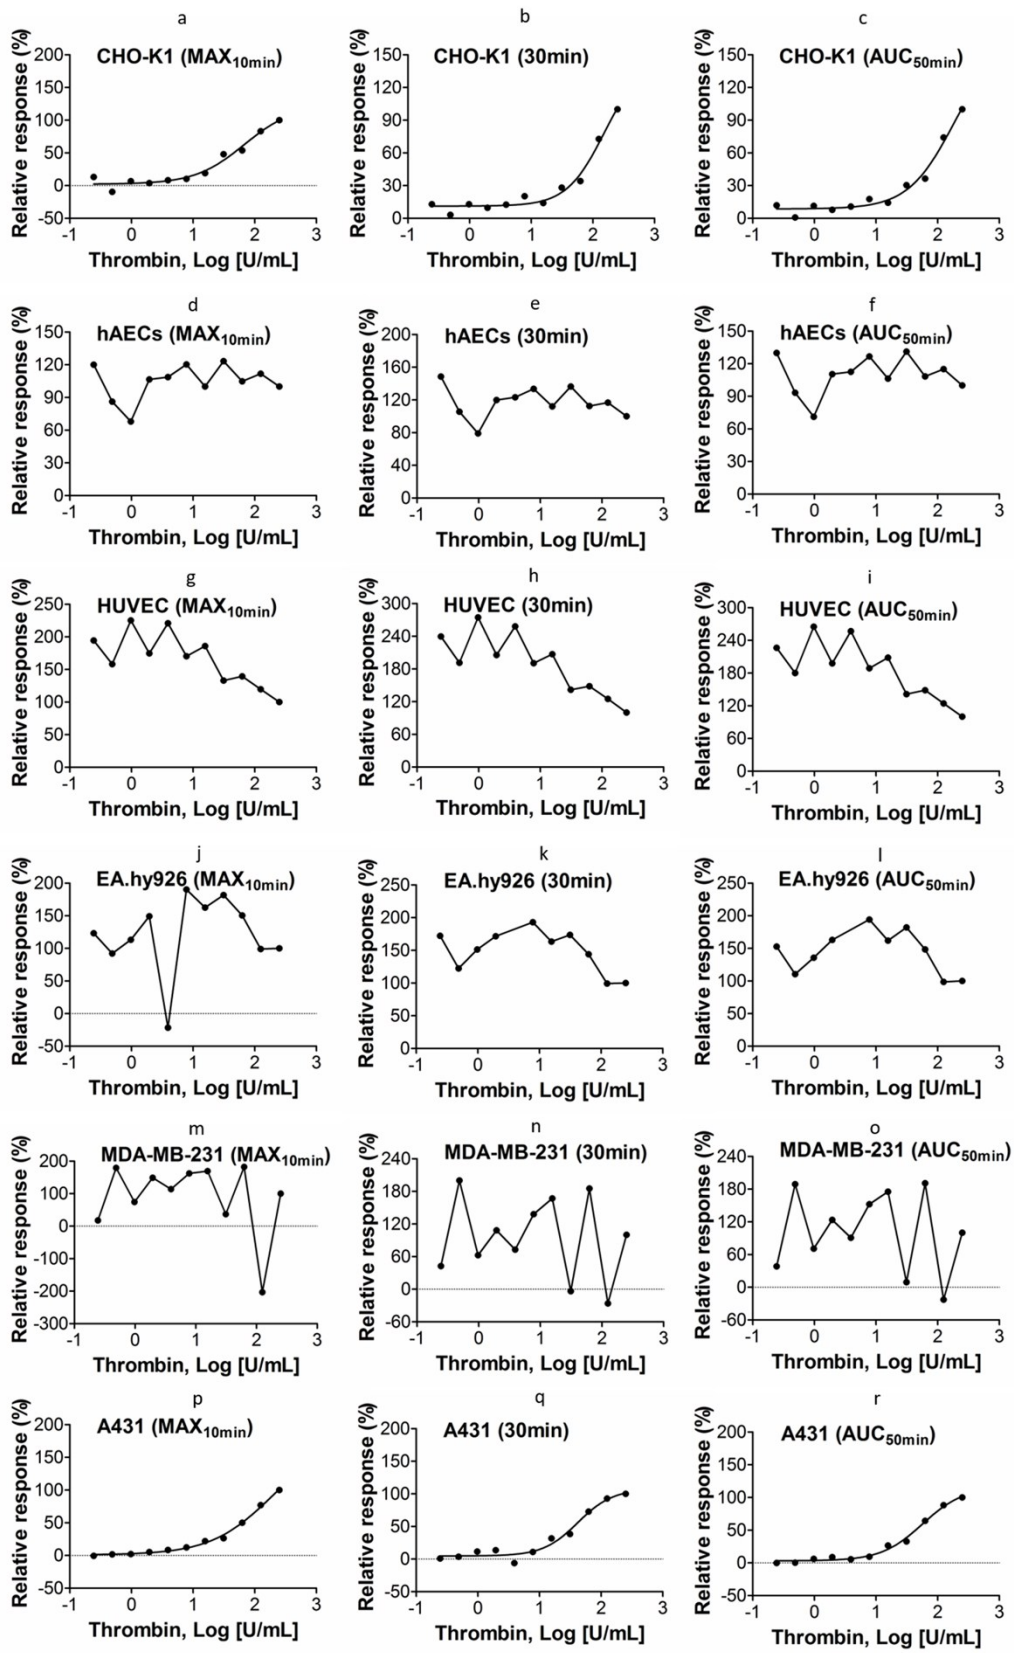 a
CHO-K1 (MAX10min)
Relative response (%)
200
150
100
50
0
-50
-1 0 1 2 3
Thrombin, Log [U/mL]
b
CHO-K1 (30min)
Relative response (%)
150
120
90
60
30
0
-1 0 1 2 3
Thrombin, Log [U/mL]
c
CHO-K1 (AUC50min)
Relative response (%)
150
120
90
60
30
0
-1 0 1 2 3
Thrombin, Log [U/mL]
d
hAECs (MAX10min)
Relative response (%)
150
120
90
60
30
0
-1 0 1 2 3
Thrombin, Log [U/mL]
e
hAECs (30min)
Relative response (%)
200
160
120
80
40
0
-1 0 1 2 3
Thrombin, Log [U/mL]
f
hAECs (AUC50min)
Relative response (%)
150
120
90
60
30
0
-1 0 1 2 3
Thrombin, Log [U/mL]
g
HUVEC (MAX10min)
Relative response (%)
250
200
150
100
50
0
-1 0 1 2 3
Thrombin, Log [U/mL]
h
HUVEC (30min)
Relative response (%)
300
240
180
120
60
0
-1 0 1 2 3
Thrombin, Log [U/mL]
i
HUVEC (AUC50min)
Relative response (%)
300
240
180
120
60
0
-1 0 1 2 3
Thrombin, Log [U/mL]
j
EA.hy926 (MAX10min)
Relative response (%)
200
150
100
50
0
-50
-1 0 1 2 3
Thrombin, Log [U/mL]
k
EA.hy926 (30min)
Relative response (%)
250
200
150
100
50
0
-1 0 1 2 3
Thrombin, Log [U/mL]
l
EA.hy926 (AUC50min)
Relative response (%)
250
200
150
100
50
0
-1 0 1 2 3
Thrombin, Log [U/mL]
m
MDA-MB-231 (MAX10min)
Relative response (%)
200
100
0
-100
-200
-300
-1 0 1 2 3
Thrombin, Log [U/mL]
n
MDA-MB-231 (30min)
Relative response (%)
240
180
120
60
0
-60
-1 0 1 2 3
Thrombin, Log [U/mL]
o
MDA-MB-231 (AUC50min)
Relative response (%)
240
180
120
60
0
-60
-1 0 1 2 3
Thrombin, Log [U/mL]
p
A431 (MAX10min)
Relative response (%)
200
150
100
50
0
-50
-1 0 1 2 3
Thrombin, Log [U/mL]
q
A431 (30min)
Relative response (%)
200
150
100
50
0
-50
-1 0 1 2 3
Thrombin, Log [U/mL]
r
A431 (AUC50min)
Relative response (%)
200
150
100
50
0
-50
-1 0 1 2 3
Thrombin, Log [U/mL]